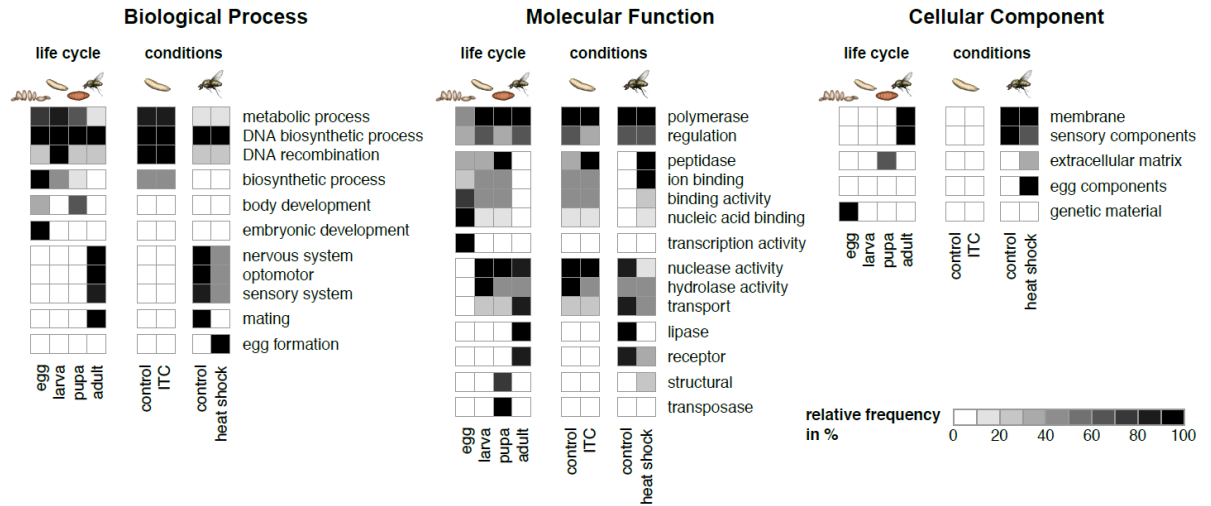 Biological Process
life cycle
conditions
metabolic process
DNA biosynthetic process
DNA recombination
biosynthetic process
body development
embryonic development
nervous system
optomotor
sensory system
mating
egg formation
egg
larva
pupa
adult
control
ITC
control
heat shock
Molecular Function
life cycle
conditions
polymerase
regulation
peptidase
ion binding
binding activity
nucleic acid binding
transcription activity
nuclease activity
hydrolase activity
transport
lipase
receptor
structural
transposase
egg
larva
pupa
adult
control
ITC
control
heat shock
Cellular Component
life cycle
conditions
membrane
sensory components
extracellular matrix
egg components
genetic material
egg
larva
pupa
adult
control
ITC
control
heat shock
relative frequency
in %
0 20 40 60 80 100